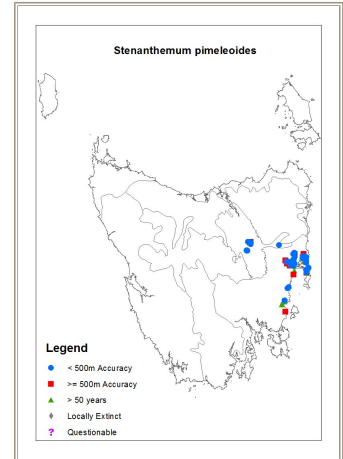 Stenanthemum pimeleoides
Legend
< 500m Accuracy
>= 500m Accuracy
> 50 years
Locally Extinct
? Questionable